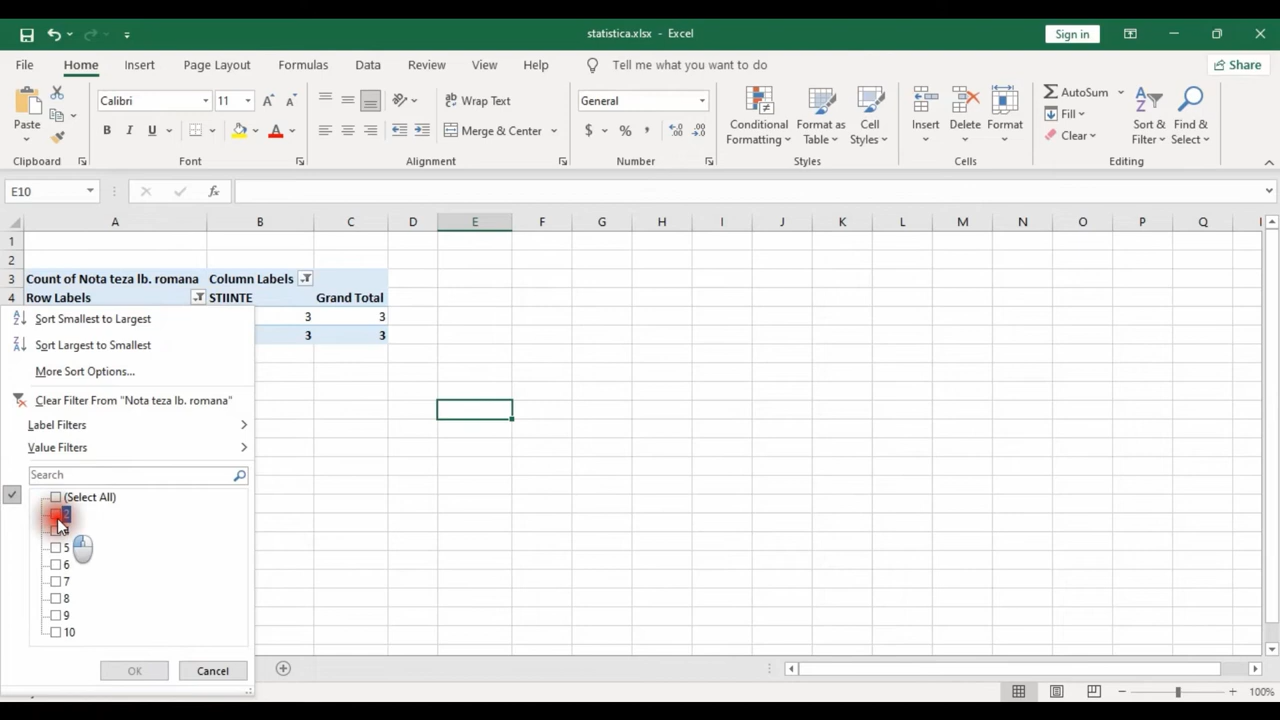 statistica.xlsx - Excel
Sign in
File Home Insert Page Layout Formulas Data Review View Help Tell me what you want to do Share
Paste
Calibri 11
B I U
Wrap Text
Merge & Center
General
$ % ,
Conditional Formatting
Format as Table
Cell Styles
Insert
Delete
Format
AutoSum
Fill
Clear
Sort & Filter
Find & Select
Clipboard Font Alignment Number Styles Cells Editing
E10 fx
A B C D E F G H I J K L M N O P Q
1
2
3 Count of Nota teza lb. romana Column Labels
4 Row Labels STIINTE Grand Total
3 3
3 3
Sort Smallest to Largest
Sort Largest to Smallest
More Sort Options...
Clear Filter From "Nota teza lb. romana"
Label Filters
Value Filters
Search
(Select All)
2
5
6
7
8
9
10
OK Cancel
100%